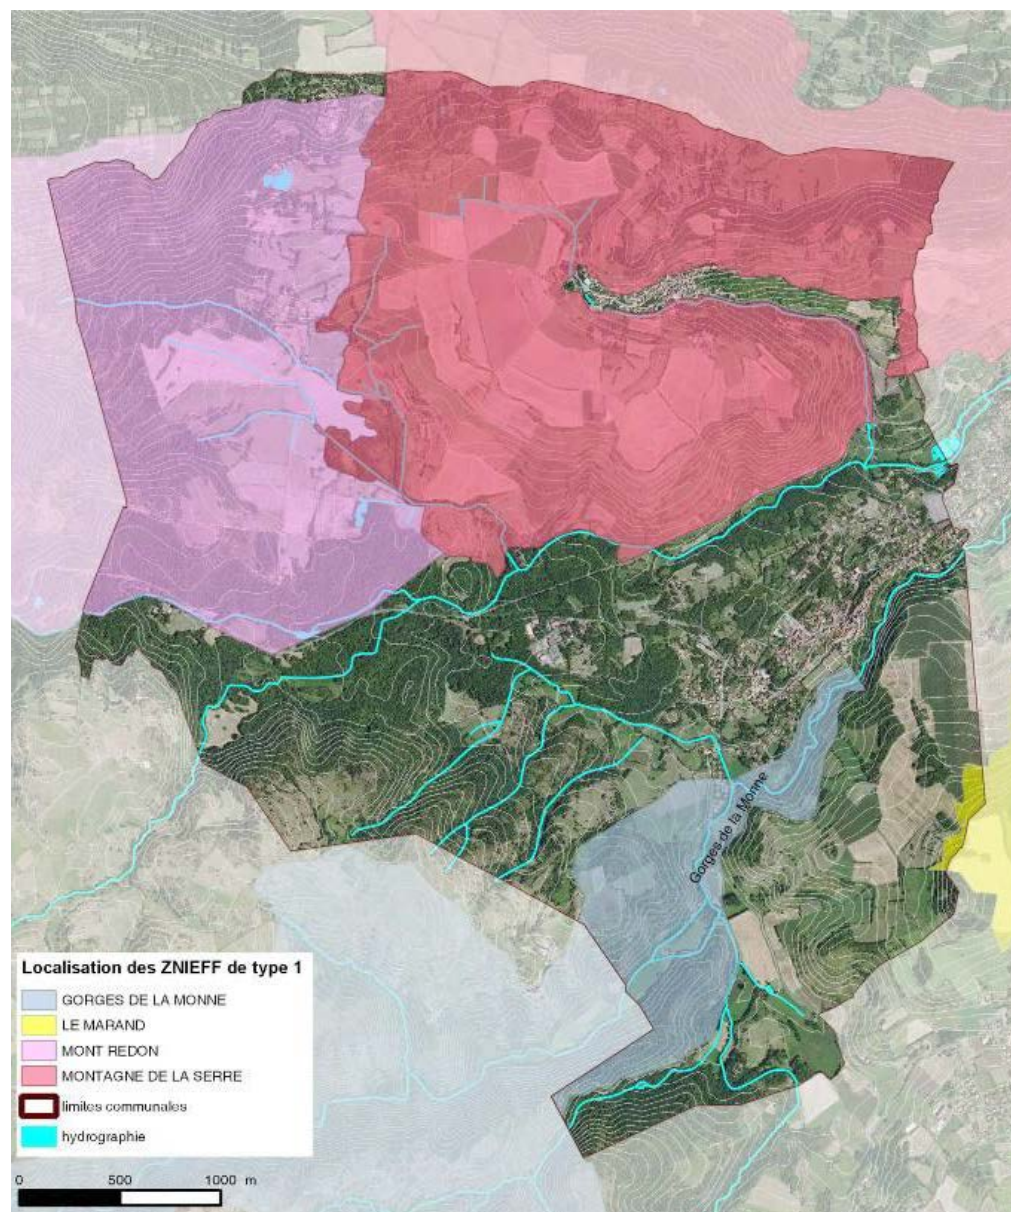 Gorges de la Monne
Localisation des ZNIEFF de type 1
GORGES DE LA MONNE
LE MARAND
MONT REDON
MONTAGNE DE LA SERRE
limites communales
hydrographie
0 500 1000 m